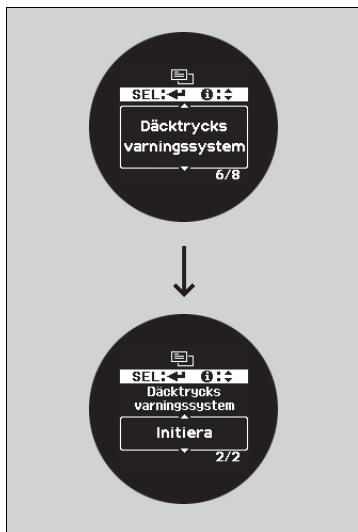 SEL:↵ i:
Däcktrycks
varningssystem
6/8
SEL:↵ i:
Däcktrycks
varningssystem
Initiera
2/2